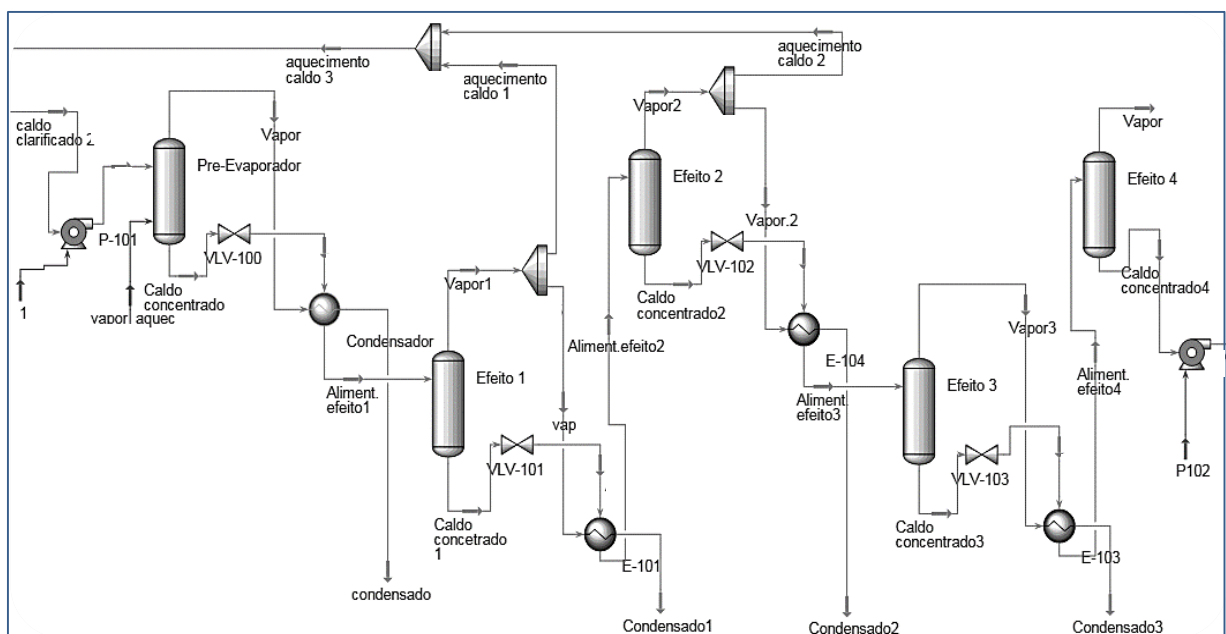 aquecimento
caldo 3
aquecimento
caldo 1
aquecimento
caldo 2
caldo
clarificado 2
Vapor
Pre-Evaporador
P-101
VLV-100
1
vapor aquec
Caldo
concentrado
Condensador
Aliment.
efeito1
condensado
Vapor1
Efeito 1
VLV-101
Caldo
concetrado
1
vap
E-101
Condensado1
Aliment.efeito2
Vapor2
Efeito 2
VLV-102
Caldo
concentrado2
Vapor.2
E-104
Aliment.
efeito3
Condensado2
Vapor3
Efeito 3
VLV-103
Caldo
concentrado3
E-103
Condensado3
Aliment.
efeito4
Vapor
Efeito 4
Caldo
concentrado4
P102